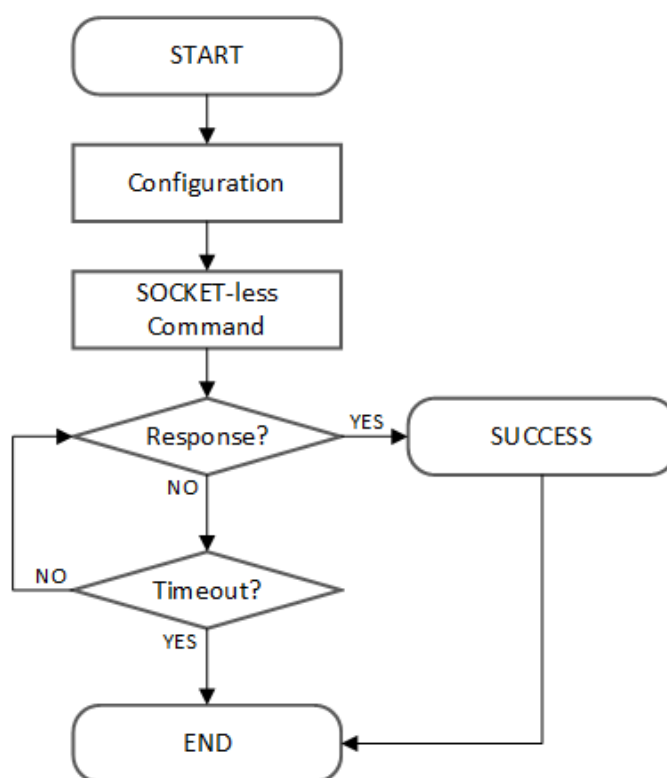 START
Configuration
SOCKET-less
Command
Response?
YES
SUCCESS
NO
NO
Timeout?
YES
END